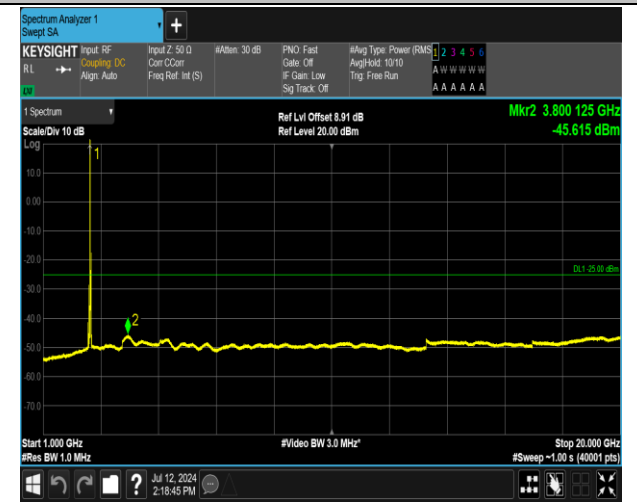 Spectrum Analyzer 1
Swept SA
+
KEYSIGHT
Input: RF
Input Z: 50 Ω
#Atten: 30 dB
PNO: Fast
#Avg Type: Power (RMS
1 2 3 4 5 6
RL
Coupling: DC
Corr CCorr
Gate: Off
Avg|Hold: 10/10
A W W W W W
Align: Auto
Freq Ref: Int (S)
IF Gain: Low
Trig: Free Run
Sig Track: Off
A A A A A A
LXI
1 Spectrum
Ref Lvl Offset 8.91 dB
Mkr2 3.800 125 GHz
Scale/Div 10 dB
Ref Level 20.00 dBm
-45.615 dBm
Log
1
10.0
0.00
-10.0
-20.0
DL1 -25.00 dBm
-30.0
-40.0
2
-50.0
-60.0
-70.0
Start 1.000 GHz
#Video BW 3.0 MHz*
Stop 20.000 GHz
#Res BW 1.0 MHz
#Sweep ~1.00 s (40001 pts)
?
Jul 12, 2024
2:18:45 PM